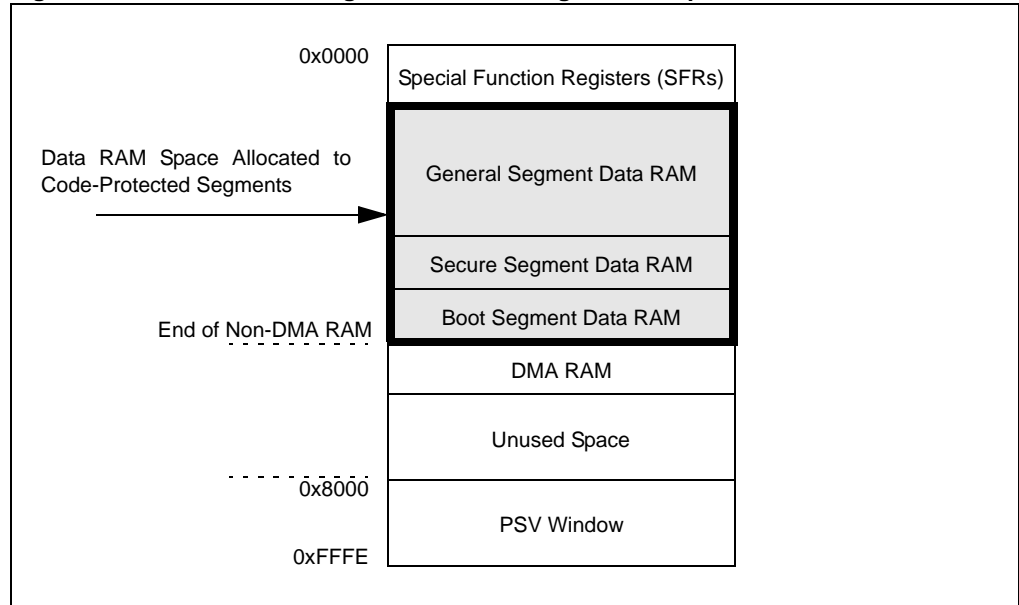 0x0000
Special Function Registers (SFRs)
Data RAM Space Allocated to
Code-Protected Segments
General Segment Data RAM
Secure Segment Data RAM
Boot Segment Data RAM
End of Non-DMA RAM
DMA RAM
Unused Space
0x8000
PSV Window
0xFFFE